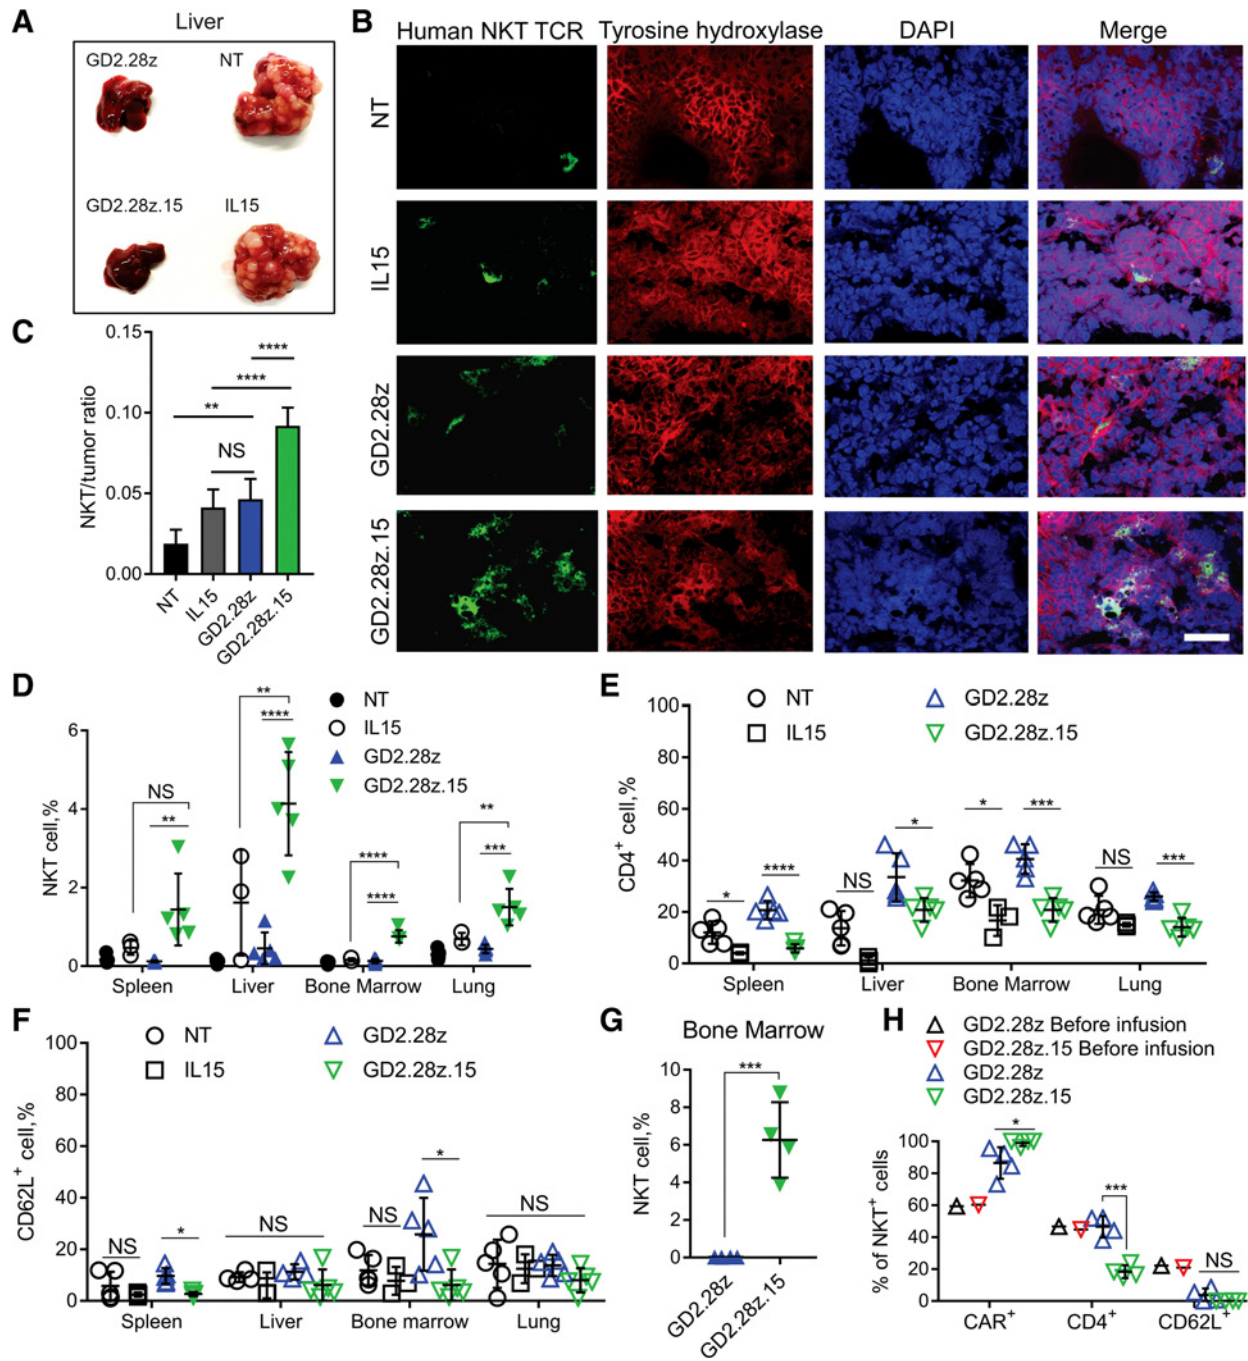 A
Liver
GD2.28z
NT
GD2.28z.15
IL15
B
Human NKT TCR
Tyrosine hydroxylase
DAPI
Merge
NT
IL15
GD2.28z
GD2.28z.15
C
NKT/tumor ratio
0.15
0.10
0.05
0.00
****
****
**
NS
NT
IL15
GD2.28z
GD2.28z.15
D
NT
IL15
GD2.28z
GD2.28z.15
NKT cell,%
6
4
2
0
NS
**
**
****
****
****
**
***
Spleen
Liver
Bone Marrow
Lung
E
NT
IL15
GD2.28z
GD2.28z.15
CD4+ cell,%
100
80
60
40
20
0
*
****
NS
*
*
***
NS
***
Spleen
Liver
Bone Marrow
Lung
F
NT
IL15
GD2.28z
GD2.28z.15
CD62L+ cell,%
100
80
60
40
20
0
NS
*
NS
NS
*
NS
Spleen
Liver
Bone marrow
Lung
G
Bone Marrow
NKT cell,%
10
8
6
4
2
0
***
GD2.28z
GD2.28z.15
H
GD2.28z Before infusion
GD2.28z.15 Before infusion
GD2.28z
GD2.28z.15
% of NKT+ cells
100
80
60
40
20
0
*
***
NS
CAR+
CD4+
CD62L+